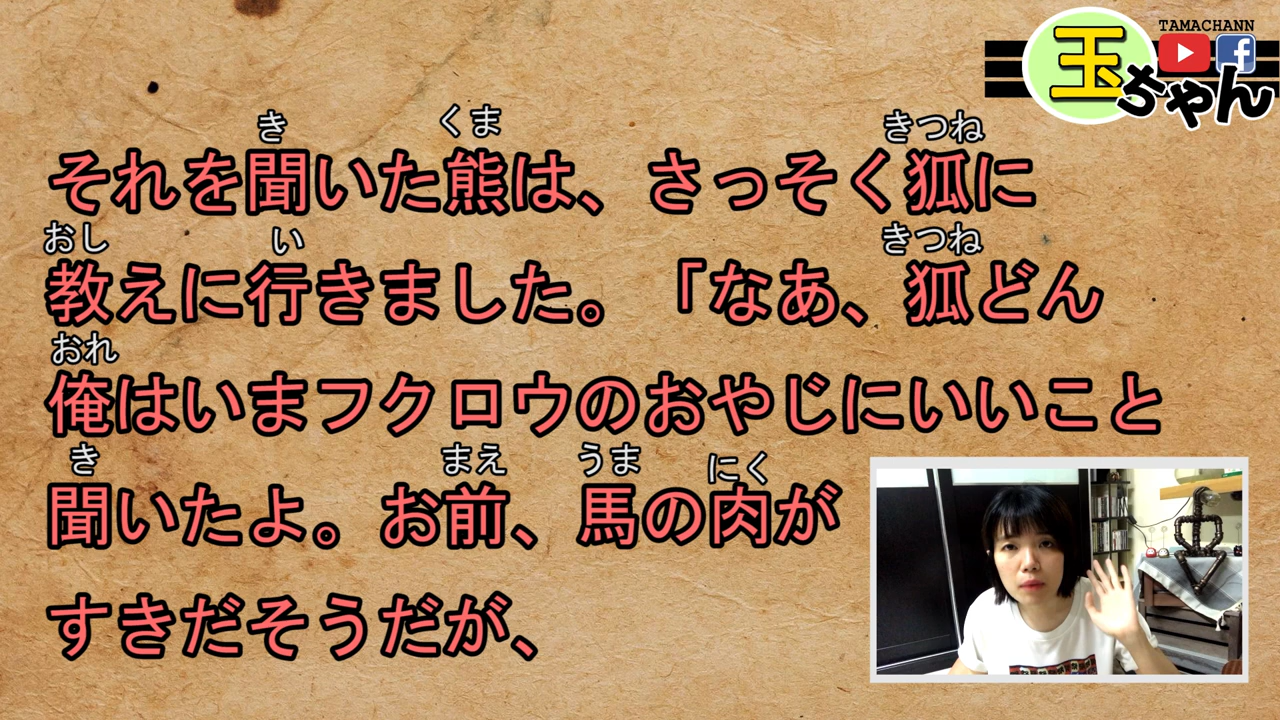 TAMACHANN
玉ちゃん
き くま きつね
それを聞いた熊は、さっそく狐に
おし い きつね
教えに行きました。「なあ、狐どん
おれ
俺はいまフクロウのおやじにいいこと
き まえ うま にく
聞いたよ。お前、馬の肉が
すきだそうだが、